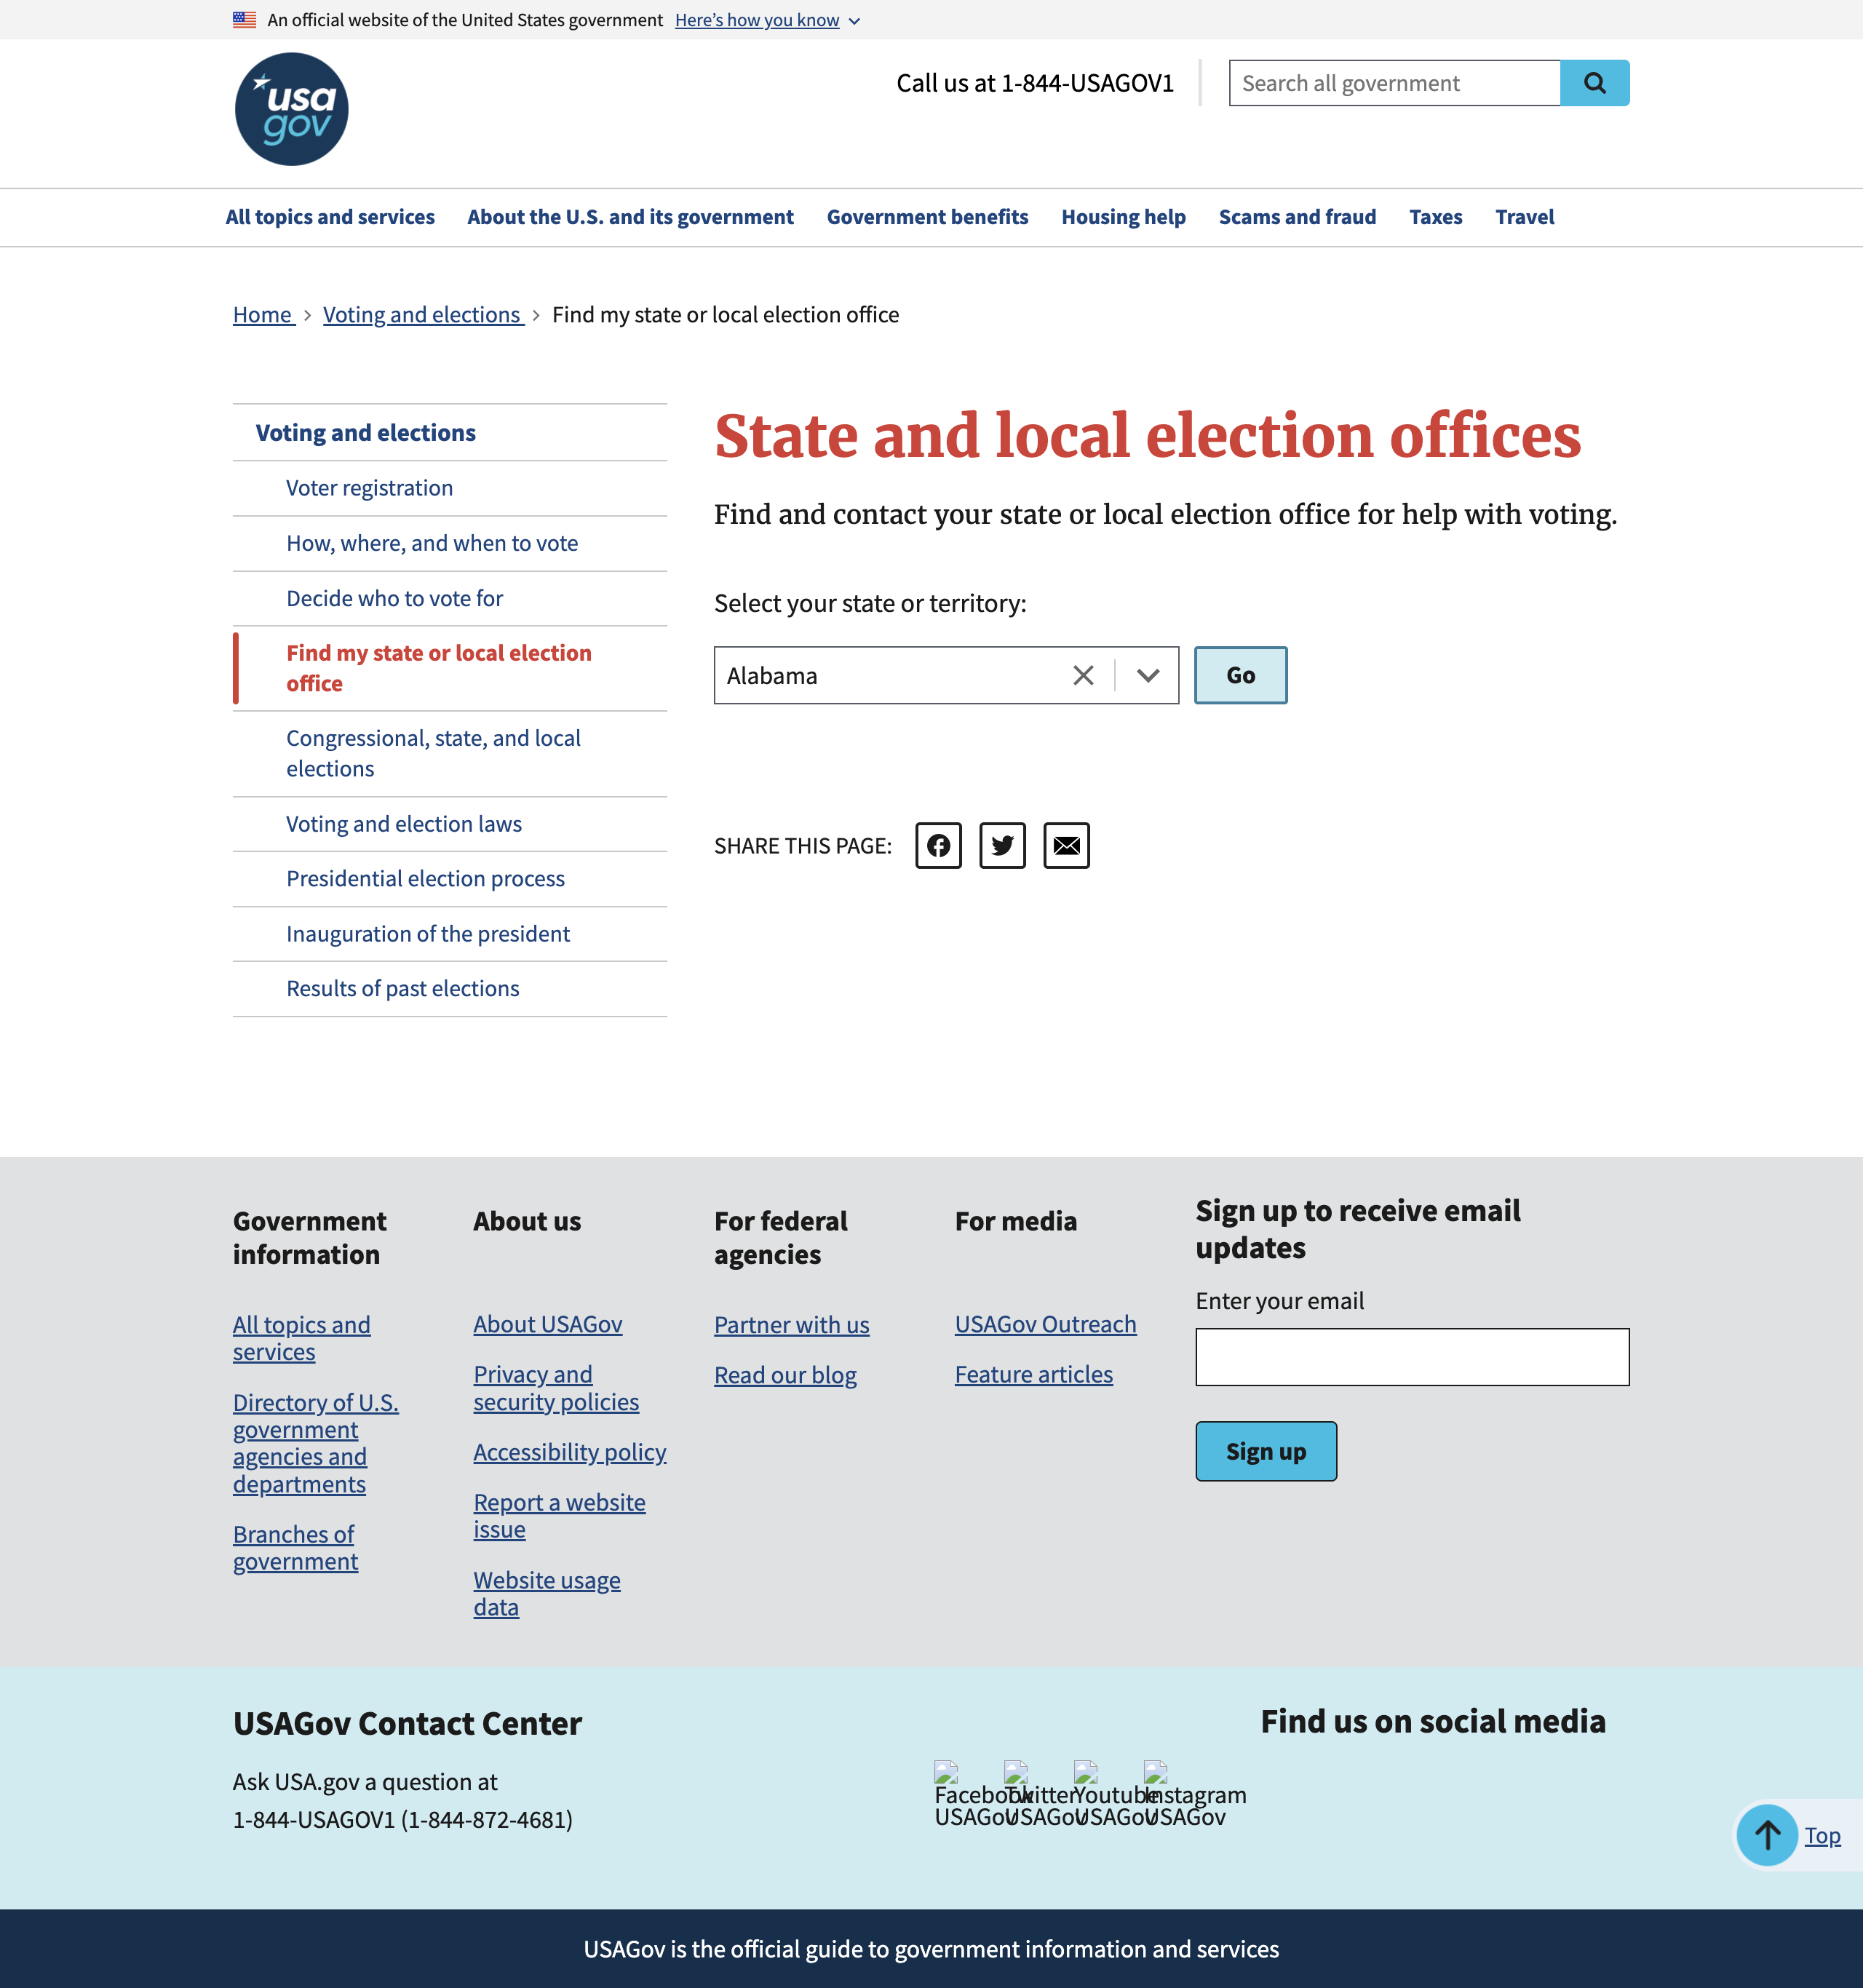 An official website of the United States government Here's how you know
usa
gov
Call us at 1-844-USAGOV1
Search all government
All topics and services About the U.S. and its government Government benefits Housing help Scams and fraud Taxes Travel
Home > Voting and elections > Find my state or local election office
Voting and elections
Voter registration
How, where, and when to vote
Decide who to vote for
Find my state or local election
office
Congressional, state, and local
elections
Voting and election laws
Presidential election process
Inauguration of the president
Results of past elections
State and local election offices
Find and contact your state or local election office for help with voting.
Select your state or territory:
Alabama
Go
SHARE THIS PAGE:
Government
information
All topics and
services
Directory of U.S.
government
agencies and
departments
Branches of
government
About us
About USAGov
Privacy and
security policies
Accessibility policy
Report a website
issue
Website usage
data
For federal
agencies
Partner with us
Read our blog
For media
USAGov Outreach
Feature articles
Sign up to receive email
updates
Enter your email
Sign up
USAGov Contact Center
Ask USA.gov a question at
1-844-USAGOV1 (1-844-872-4681)
Find us on social media
Facebook
USAGov
Twitter
USAGov
Youtube
USAGov
Instagram
USAGov
Top
USAGov is the official guide to government information and services